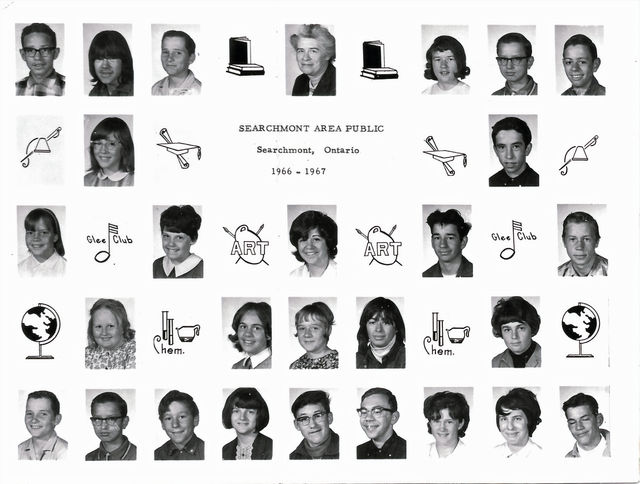 SEARCHMONT AREA PUBLIC
Searchmont, Ontario
1966 - 1967
Glee Club
ART
ART
Glee Club
Chem.
Chem.